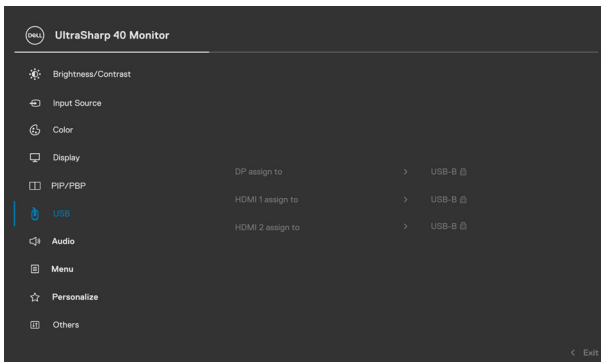 DELL UltraSharp 40 Monitor
Brightness/Contrast
Input Source
Color
Display
DP assign to > USB-B
PIP/PBP
HDMI 1 assign to > USB-B
USB
HDMI 2 assign to > USB-B
Audio
Menu
Personalize
Others
< Exit